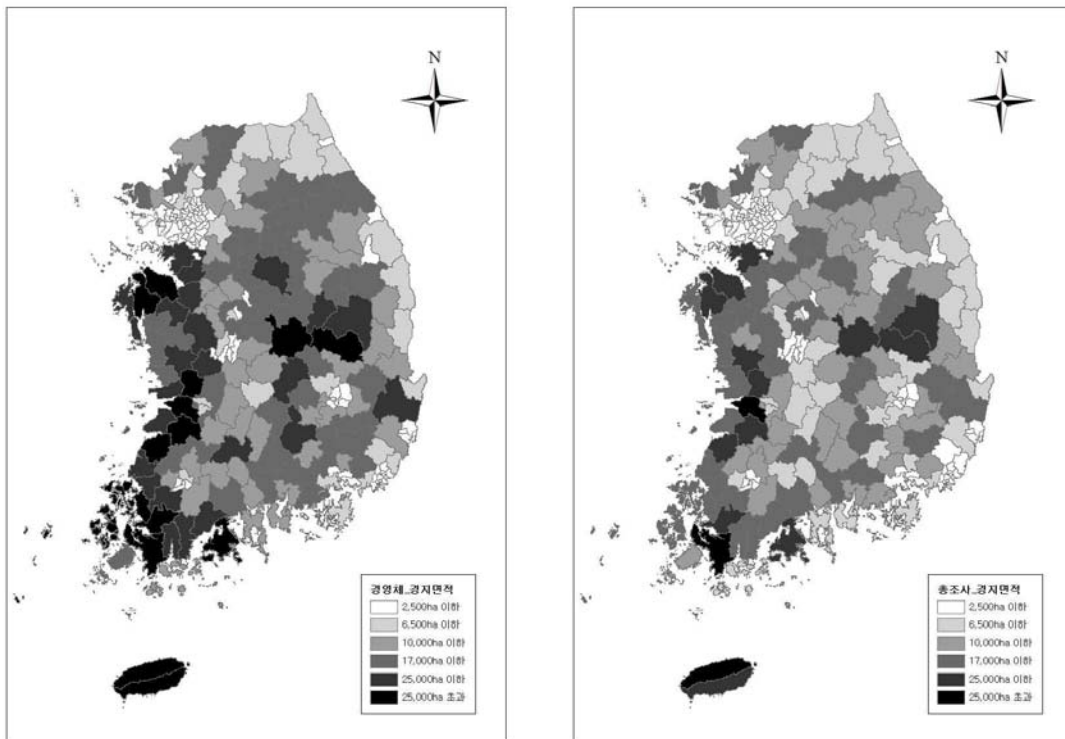 N
경영체_경지면적
2,500ha 이하
6,500ha 이하
10,000ha 이하
17,000ha 이하
25,000ha 이하
25,000ha 초과
N
총조사_경지면적
2,500ha 이하
6,500ha 이하
10,000ha 이하
17,000ha 이하
25,000ha 이하
25,000ha 초과